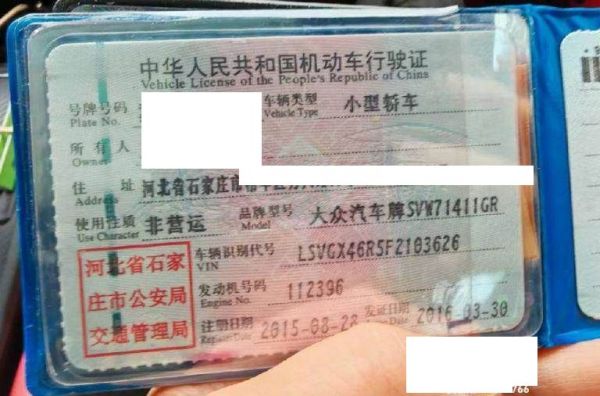 中华人民共和国机动车行驶证
Vehicle License of the People's Republic of China
号牌号码 车辆类型 小型轿车
Plate No. Vehicle Type
所有人
Owner
住 址 河北省石家庄市
Address
使用性质 非营运 品牌型号 大众汽车牌SVW71411GR
Use Character Model
河北省石家 车辆识别代号 LSVGX46R5F2103626
VIN
庄市公安局 发动机号码 112396
Engine No.
交通管理局 注册日期 2015-08-28 发证日期 2016-03-30